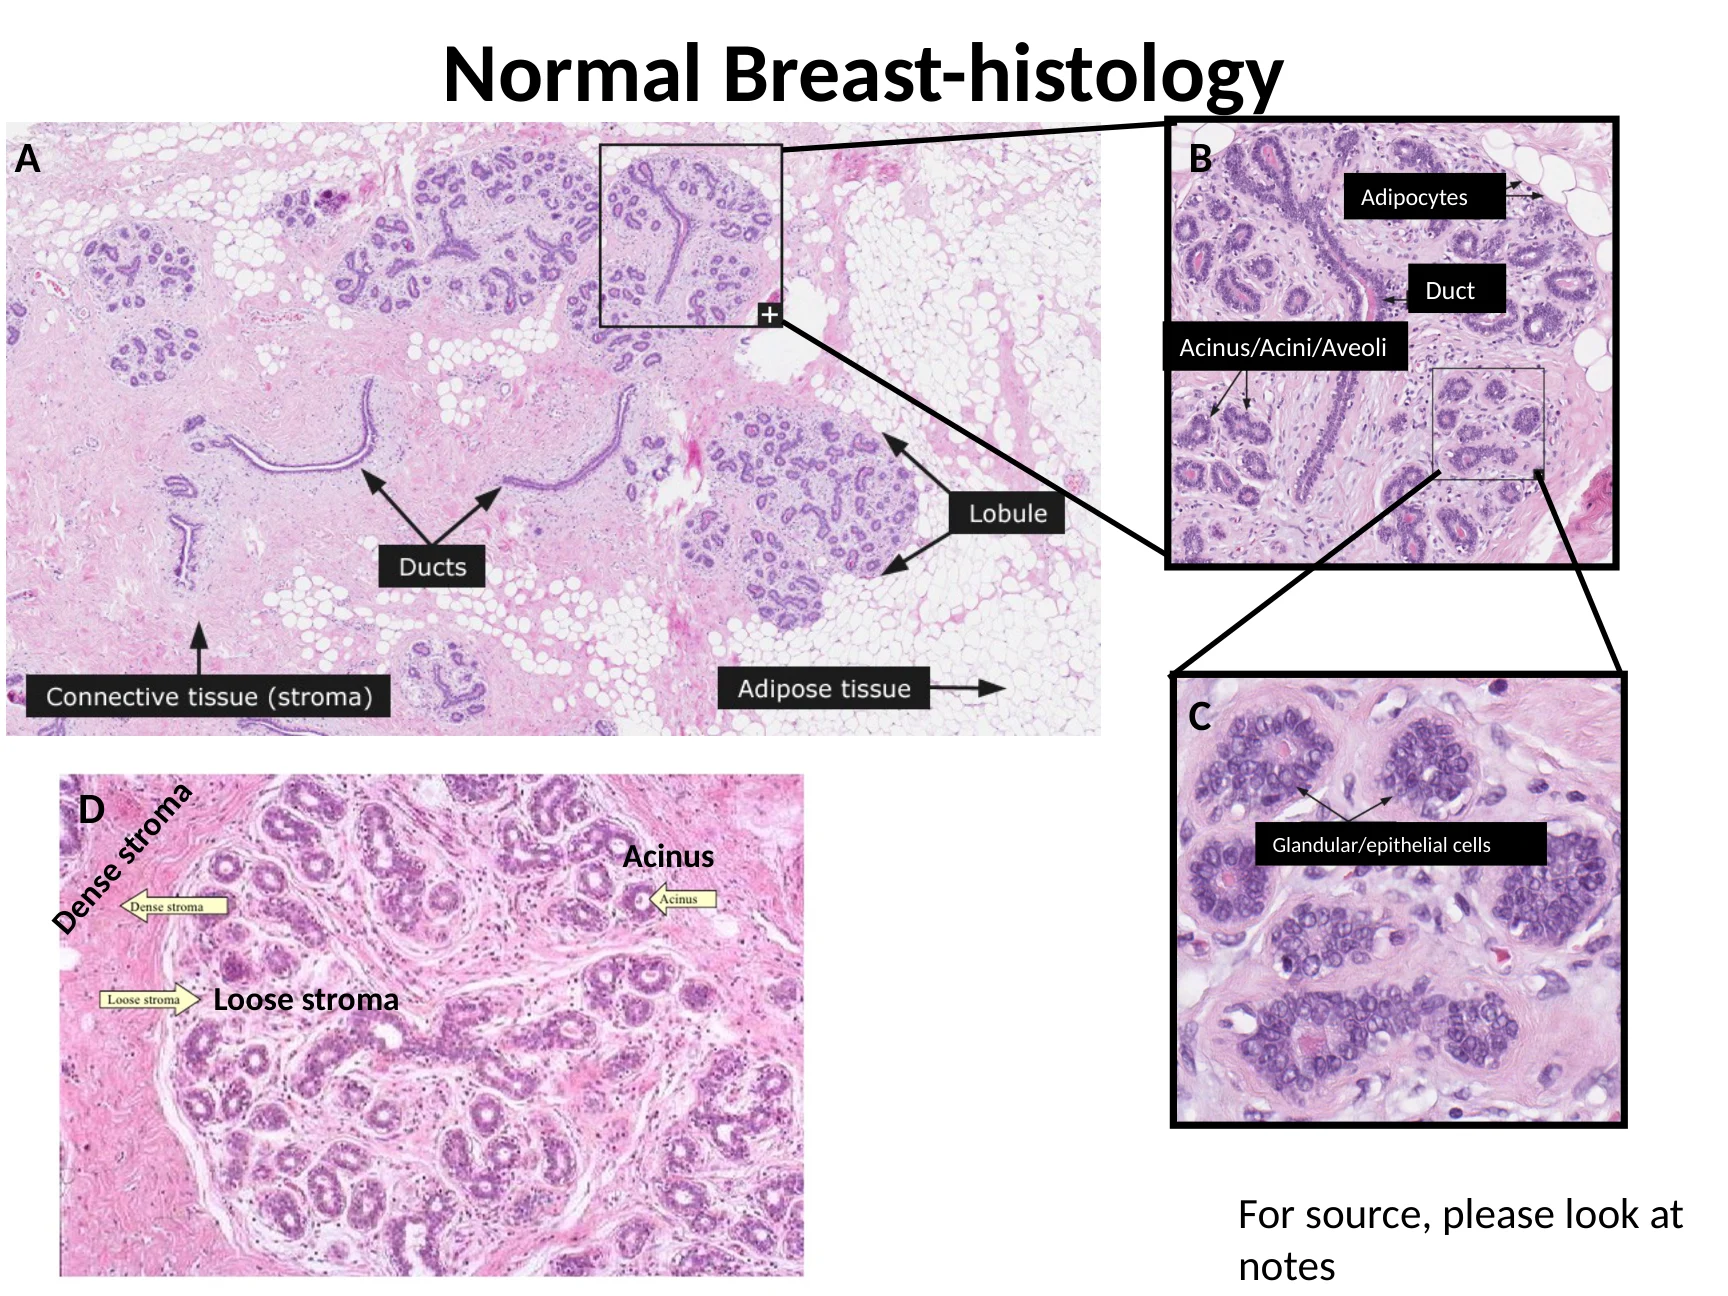 Normal Breast-histology
A
Ducts
Lobule
Connective tissue (stroma)
Adipose tissue
B
Adipocytes
Duct
Acinus/Acini/Aveoli
C
Glandular/epithelial cells
D
Dense stroma
Dense stroma
Acinus
Acinus
Loose stroma
Loose stroma
For source, please look at
notes